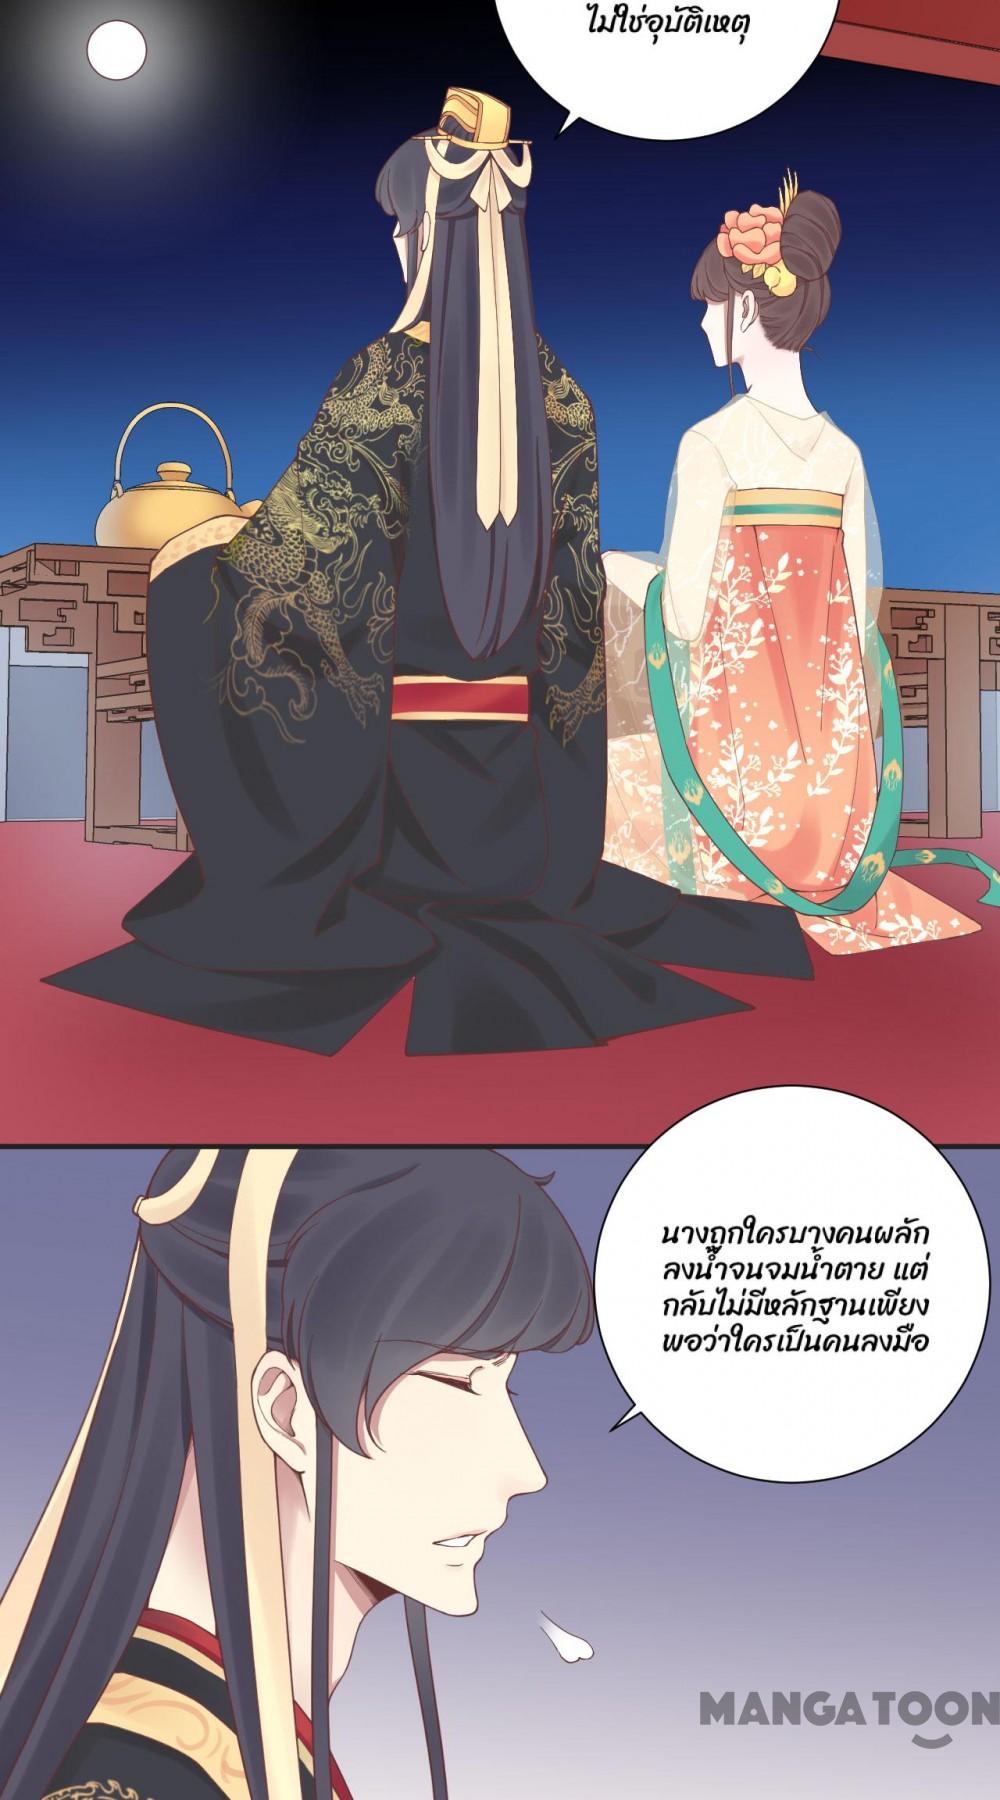 ไม่ใช่อุบัติเหตุ
นางถูกใครบางคนผลัก
ลงน้ำจนจมน้ำตาย แต่
กลับไม่มีหลักฐานเพียง
พอว่าใครเป็นคนลงมือ
MANGATOON